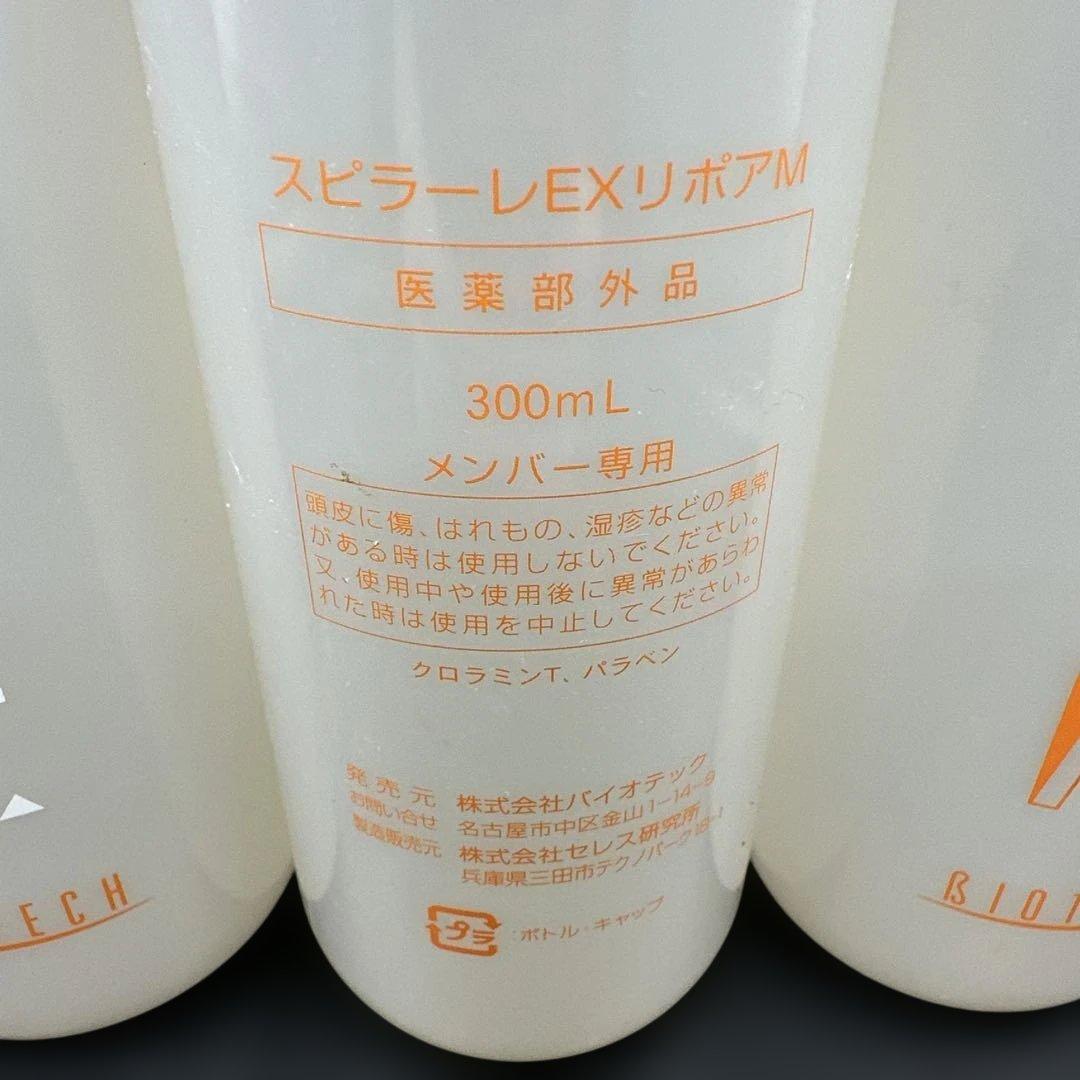 スピラーレEXリポアM
医薬部外品
300mL
メンバー専用
頭皮に傷、はれもの、湿疹などの異常
がある時は使用しないでください。
又、使用中や使用後に異常があらわ
れた時は使用を中止してください。
クロラミンT、パラベン
発売元 株式会社バイオテック
お問い合せ 名古屋市中区金山1-14-9
製造販売元 株式会社セレス研究所
兵庫県三田市テクノパーク18-1
プラ :ボトル・キャップ
ECH
BIOT